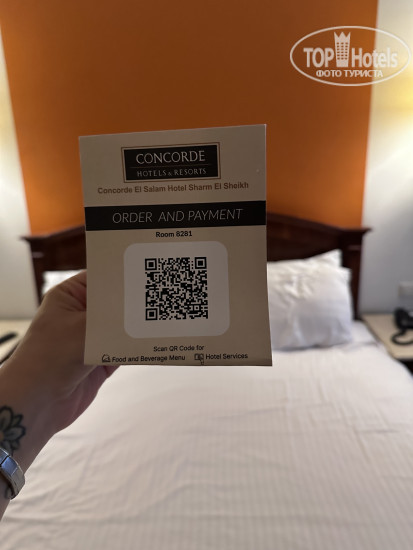 TOP Hotels
ФОТО ТУРИСТА
CONCORDE
HOTELS & RESORTS
Concorde El Salam Hotel Sharm El Sheikh
ORDER AND PAYMENT
Room 8281
Scan QR Code for
Food and Beverage Menu Hotel Services